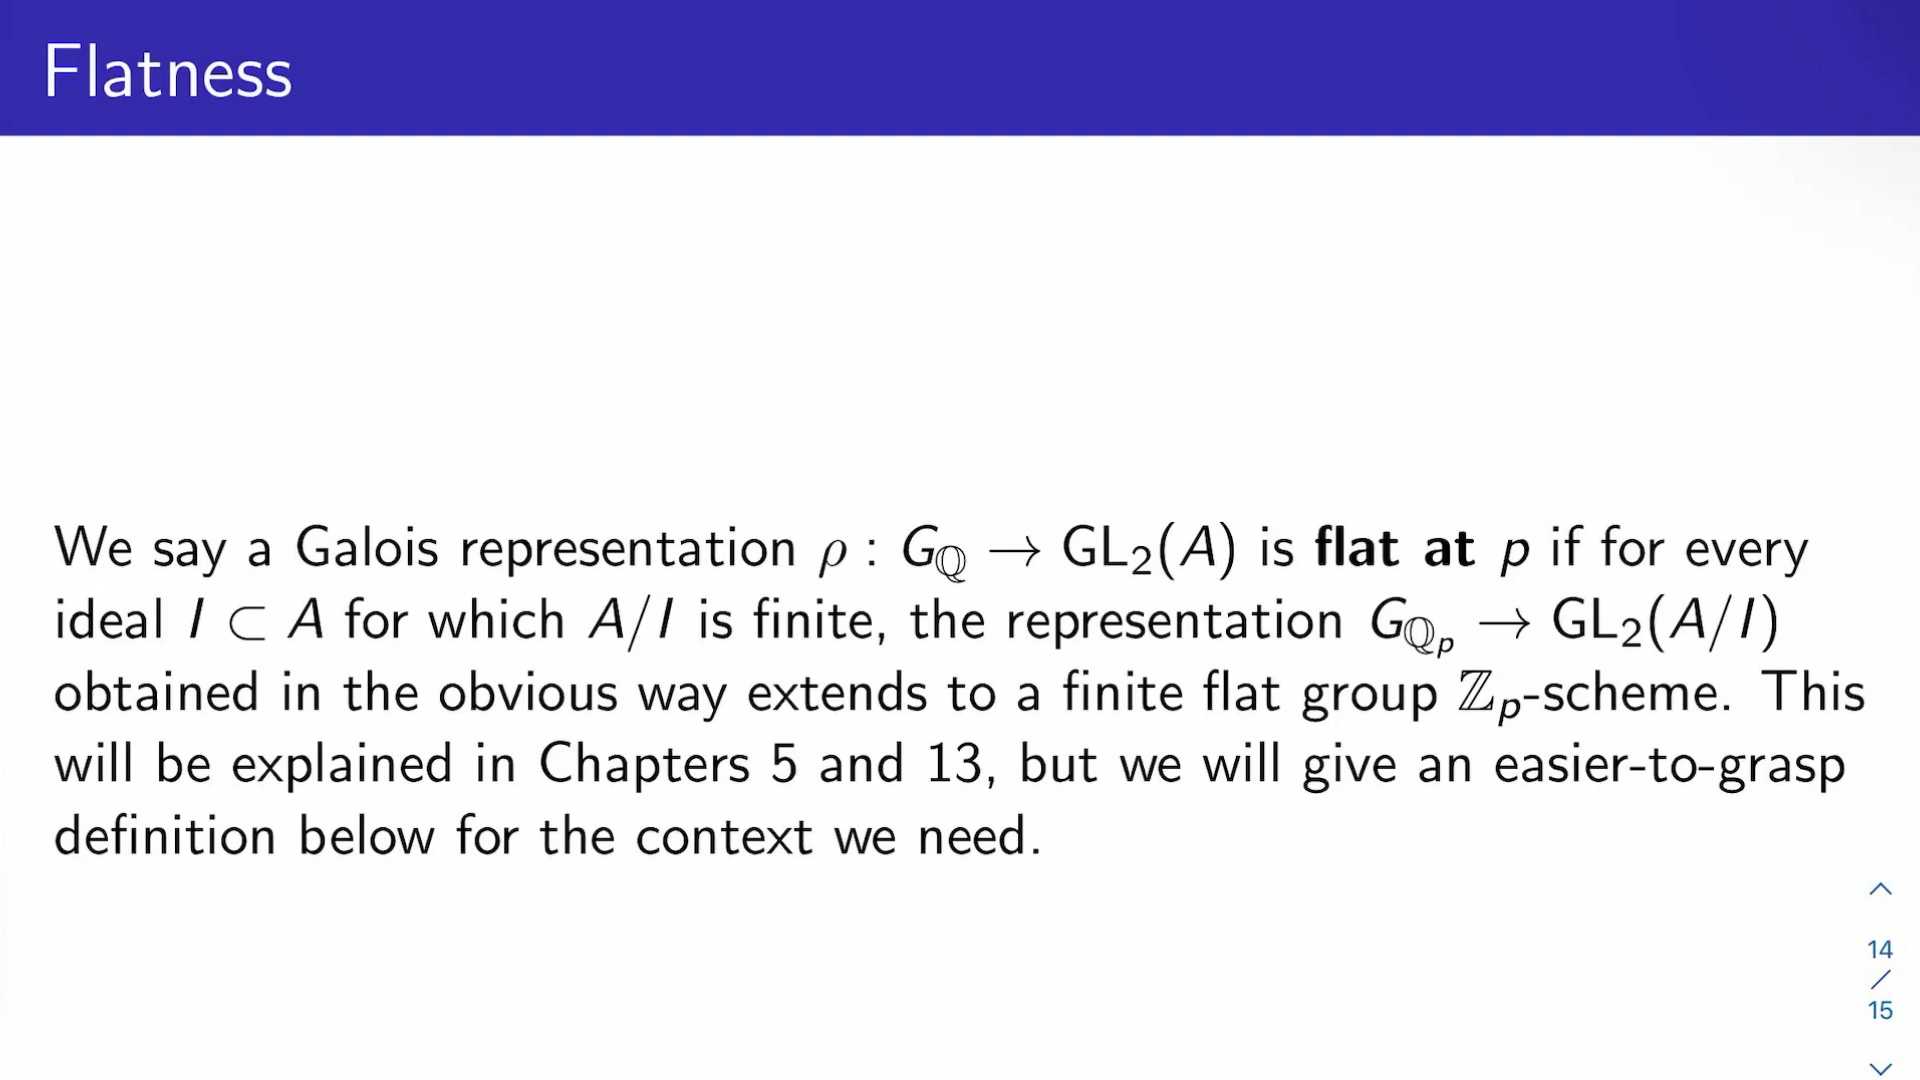 Flatness
We say a Galois representation ρ : G_ℚ → GL₂(A) is flat at p if for every
ideal I ⊂ A for which A/I is finite, the representation G_{ℚ_p} → GL₂(A/I)
obtained in the obvious way extends to a finite flat group ℤ_p-scheme. This
will be explained in Chapters 5 and 13, but we will give an easier-to-grasp
definition below for the context we need.
14
/
15